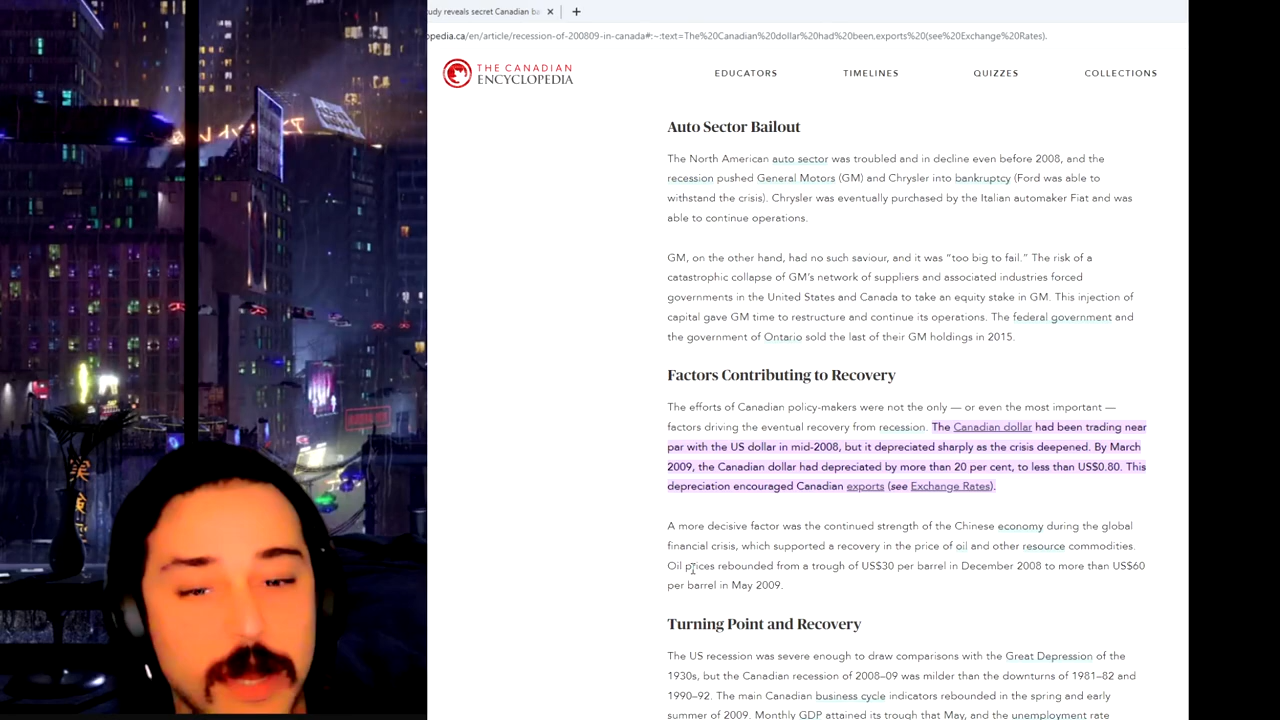 udy reveals secret Canadian ba
pedia.ca/en/article/recession-of-200809-in-canada#:~:text=The%20Canadian%20dollar%20had%20been,exports%20(see%20Exchange%20Rates).
THE CANADIAN
ENCYCLOPEDIA
EDUCATORS
TIMELINES
QUIZZES
COLLECTIONS
Auto Sector Bailout
The North American auto sector was troubled and in decline even before 2008, and the
recession pushed General Motors (GM) and Chrysler into bankruptcy (Ford was able to
withstand the crisis). Chrysler was eventually purchased by the Italian automaker Fiat and was
able to continue operations.
GM, on the other hand, had no such saviour, and it was “too big to fail.” The risk of a
catastrophic collapse of GM’s network of suppliers and associated industries forced
governments in the United States and Canada to take an equity stake in GM. This injection of
capital gave GM time to restructure and continue its operations. The federal government and
the government of Ontario sold the last of their GM holdings in 2015.
Factors Contributing to Recovery
The efforts of Canadian policy-makers were not the only — or even the most important —
factors driving the eventual recovery from recession. The Canadian dollar had been trading near
par with the US dollar in mid-2008, but it depreciated sharply as the crisis deepened. By March
2009, the Canadian dollar had depreciated by more than 20 per cent, to less than US$0.80. This
depreciation encouraged Canadian exports (see Exchange Rates).
A more decisive factor was the continued strength of the Chinese economy during the global
financial crisis, which supported a recovery in the price of oil and other resource commodities.
Oil prices rebounded from a trough of US$30 per barrel in December 2008 to more than US$60
per barrel in May 2009.
Turning Point and Recovery
The US recession was severe enough to draw comparisons with the Great Depression of the
1930s, but the Canadian recession of 2008–09 was milder than the downturns of 1981–82 and
1990–92. The main Canadian business cycle indicators rebounded in the spring and early
summer of 2009. Monthly GDP attained its trough that May, and the unemployment rate